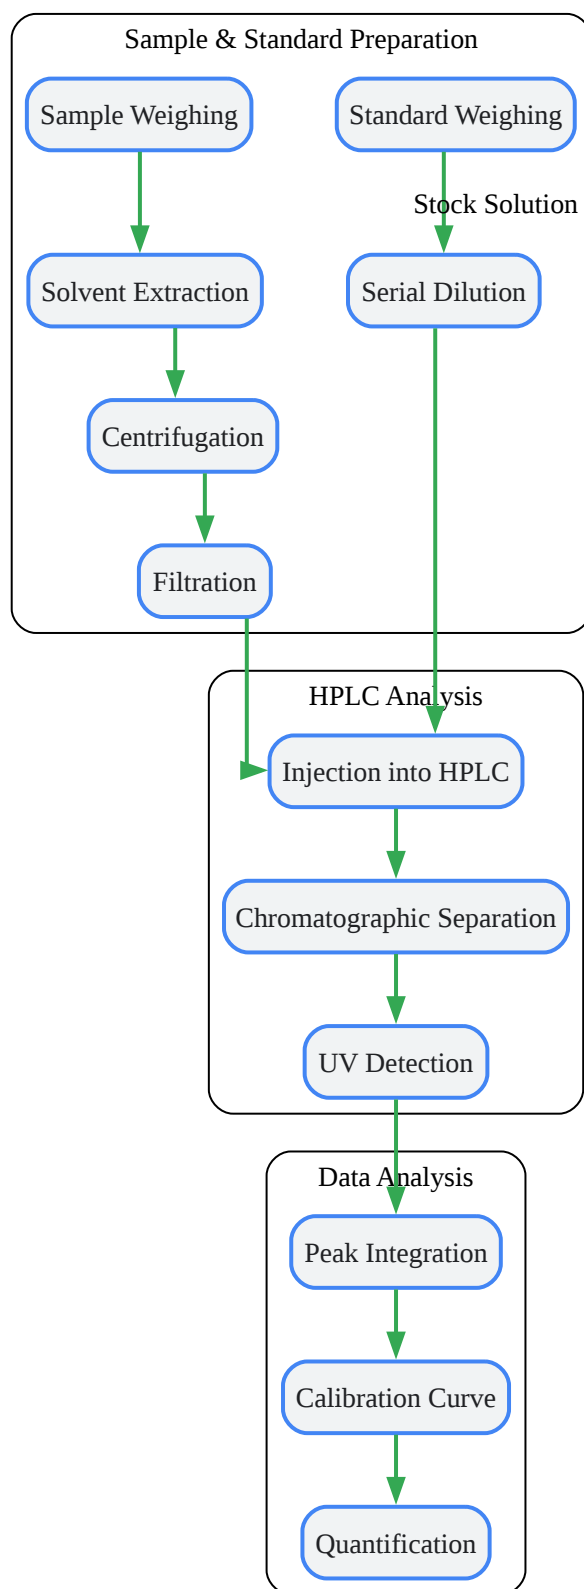 Sample & Standard Preparation
Sample Weighing
Standard Weighing
Stock Solution
Solvent Extraction
Serial Dilution
Centrifugation
Filtration
HPLC Analysis
Injection into HPLC
Chromatographic Separation
UV Detection
Data Analysis
Peak Integration
Calibration Curve
Quantification